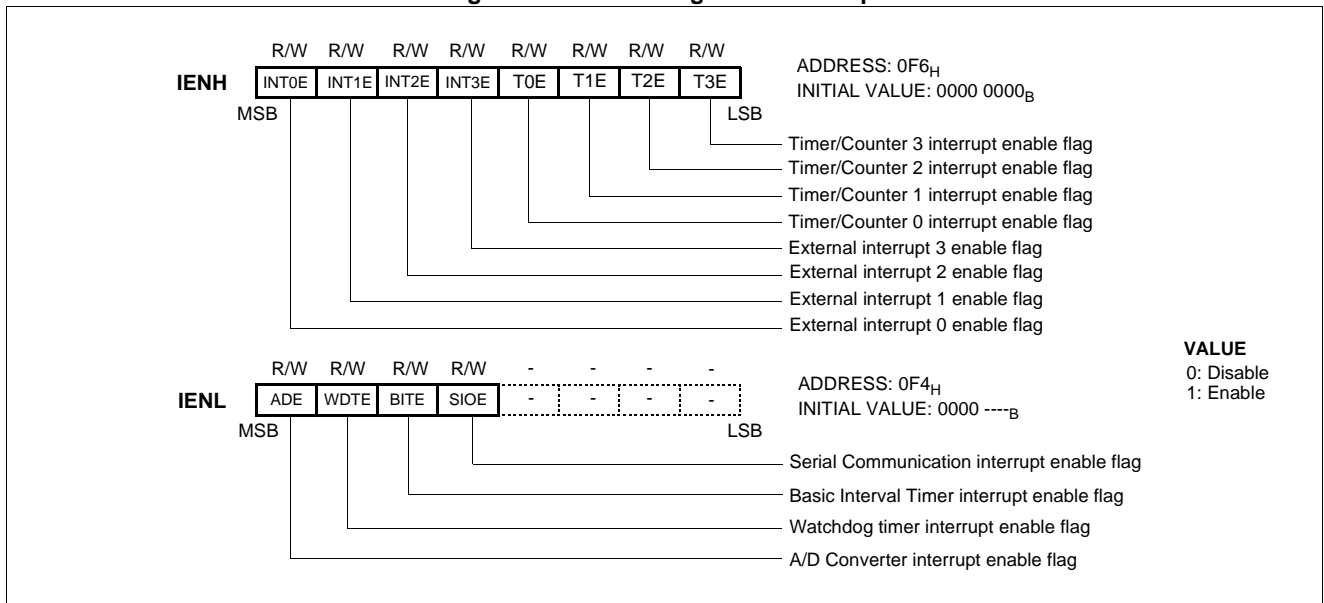 R/W R/W R/W R/W R/W R/W R/W R/W
IENH INT0E INT1E INT2E INT3E T0E T1E T2E T3E
MSB LSB
ADDRESS: 0F6H
INITIAL VALUE: 0000 0000B
Timer/Counter 3 interrupt enable flag
Timer/Counter 2 interrupt enable flag
Timer/Counter 1 interrupt enable flag
Timer/Counter 0 interrupt enable flag
External interrupt 3 enable flag
External interrupt 2 enable flag
External interrupt 1 enable flag
External interrupt 0 enable flag
R/W R/W R/W R/W - - - -
IENL ADE WDTE BITE SIOE - - - -
MSB LSB
ADDRESS: 0F4H
INITIAL VALUE: 0000 ----B
Serial Communication interrupt enable flag
Basic Interval Timer interrupt enable flag
Watchdog timer interrupt enable flag
A/D Converter interrupt enable flag
VALUE
0: Disable
1: Enable